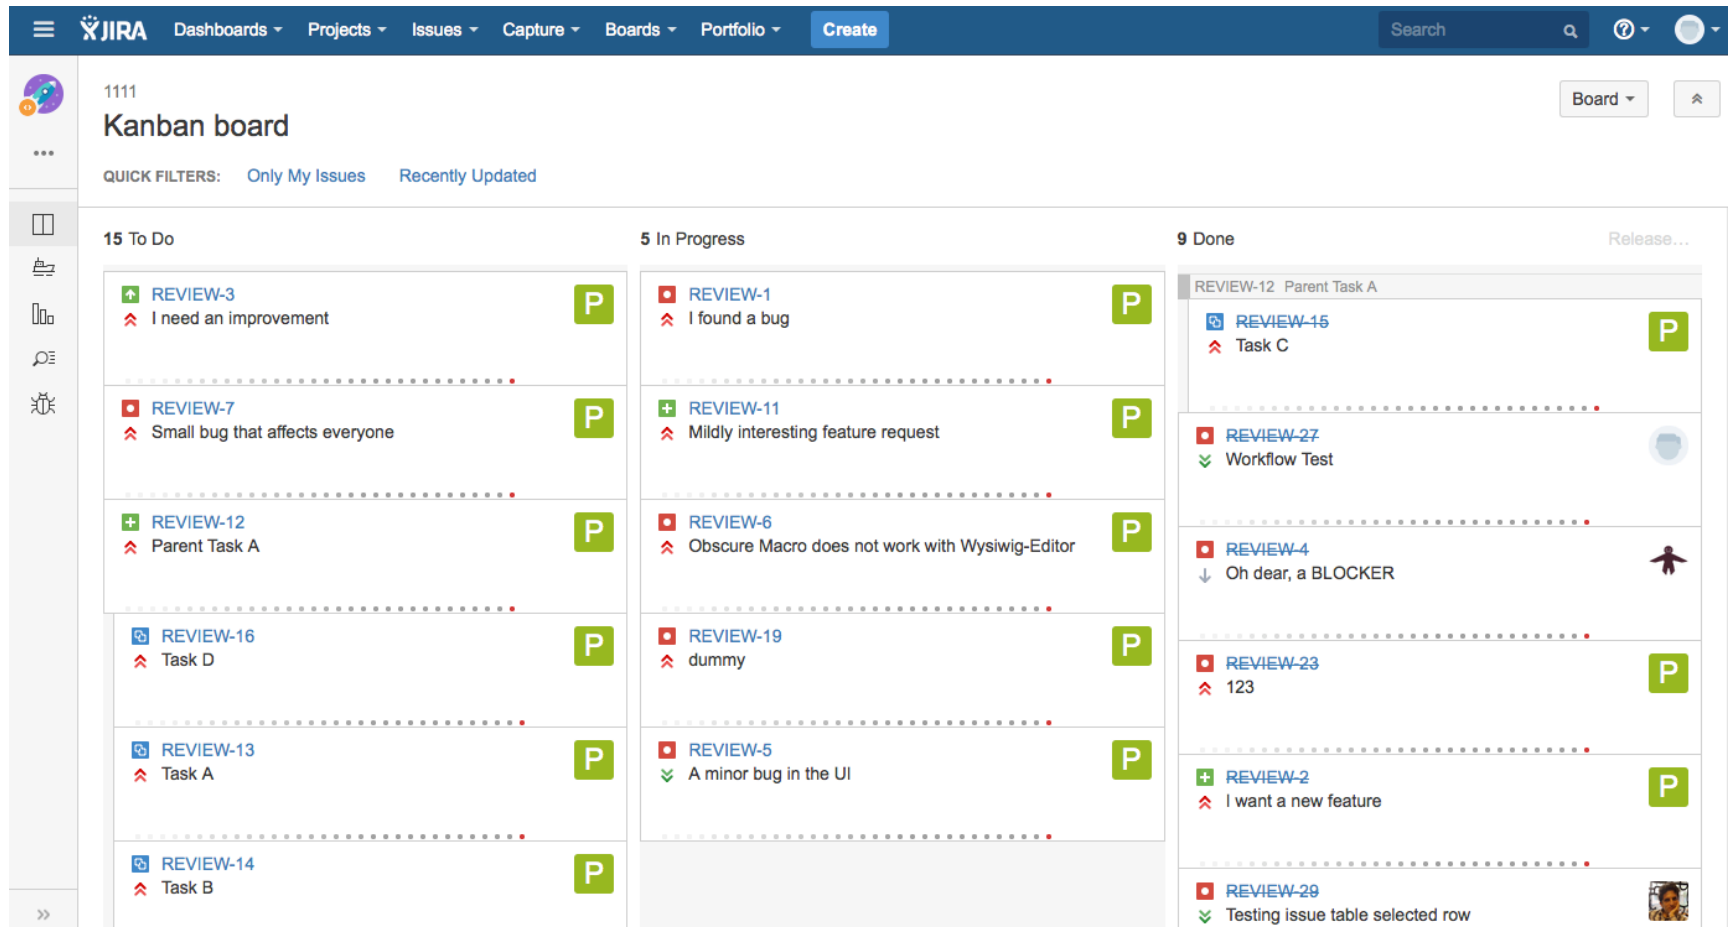 JIRA Dashboards Projects Issues Capture Boards Portfolio Create Search
1111
Kanban board
Board
QUICK FILTERS: Only My Issues Recently Updated
15 To Do
REVIEW-3
I need an improvement
P
REVIEW-7
Small bug that affects everyone
P
REVIEW-12
Parent Task A
P
REVIEW-16
Task D
P
REVIEW-13
Task A
P
REVIEW-14
Task B
P
5 In Progress
REVIEW-1
I found a bug
P
REVIEW-11
Mildly interesting feature request
P
REVIEW-6
Obscure Macro does not work with Wysiwig-Editor
P
REVIEW-19
dummy
P
REVIEW-5
A minor bug in the UI
P
9 Done Release...
REVIEW-12 Parent Task A
REVIEW-15
Task C
P
REVIEW-27
Workflow Test
REVIEW-4
Oh dear, a BLOCKER
REVIEW-23
123
P
REVIEW-2
I want a new feature
P
REVIEW-29
Testing issue table selected row